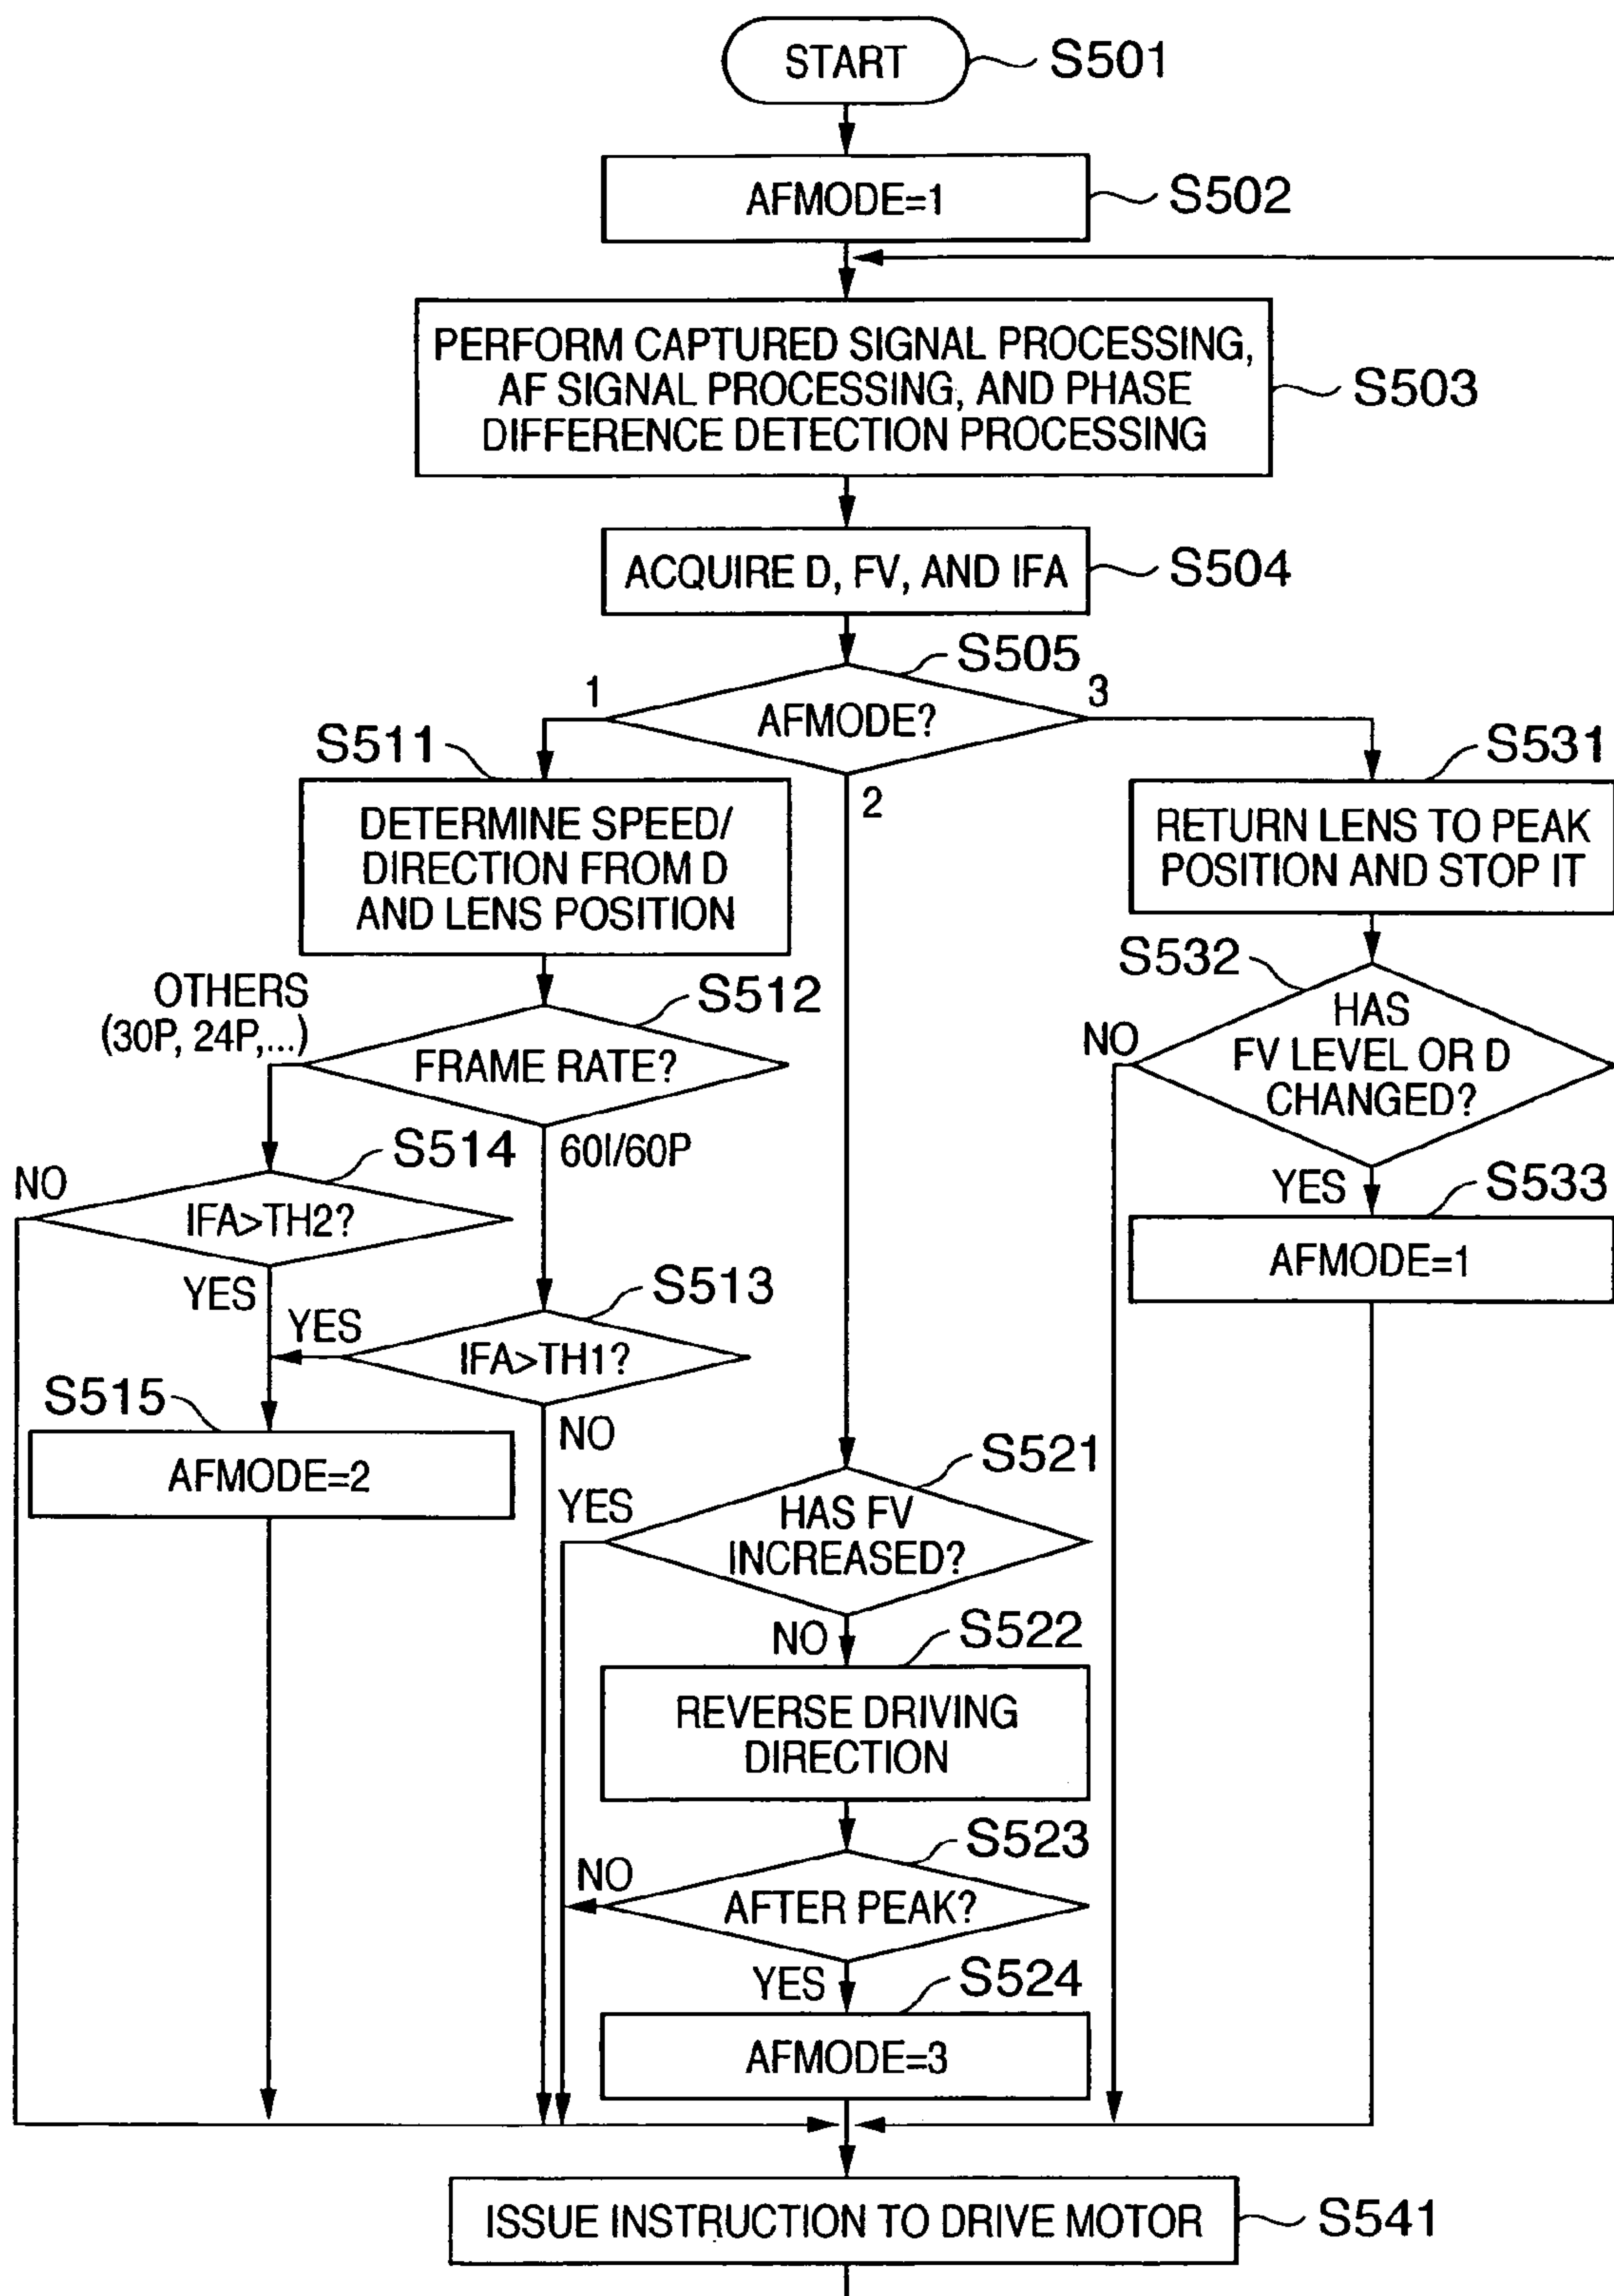 START
S501
AFMODE=1
S502
PERFORM CAPTURED SIGNAL PROCESSING,
AF SIGNAL PROCESSING, AND PHASE
DIFFERENCE DETECTION PROCESSING
S503
ACQUIRE D, FV, AND IFA
S504
S505
AFMODE?
1
3
2
S511
DETERMINE SPEED/
DIRECTION FROM D
AND LENS POSITION
S531
RETURN LENS TO PEAK
POSITION AND STOP IT
OTHERS
(30P, 24P,...)
S512
FRAME RATE?
60I/60P
S532
HAS
FV LEVEL OR D
CHANGED?
NO
YES
S514
IFA>TH2?
NO
YES
S533
AFMODE=1
S513
IFA>TH1?
YES
NO
S515
AFMODE=2
S521
HAS FV
INCREASED?
YES
NO
S522
REVERSE DRIVING
DIRECTION
S523
AFTER PEAK?
NO
YES
S524
AFMODE=3
ISSUE INSTRUCTION TO DRIVE MOTOR
S541